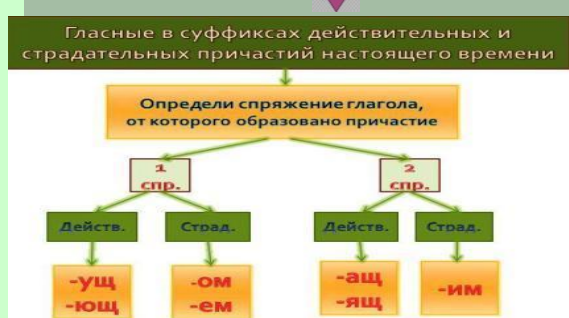 Гласные в суффиксах действительных и
страдательных причастий настоящего времени
Определи спряжение глагола,
от которого образовано причастие
1
спр.
2
спр.
Действ.
Страд.
Действ.
Страд.
-ущ
-ющ
-ом
-ем
-ащ
-ящ
-им